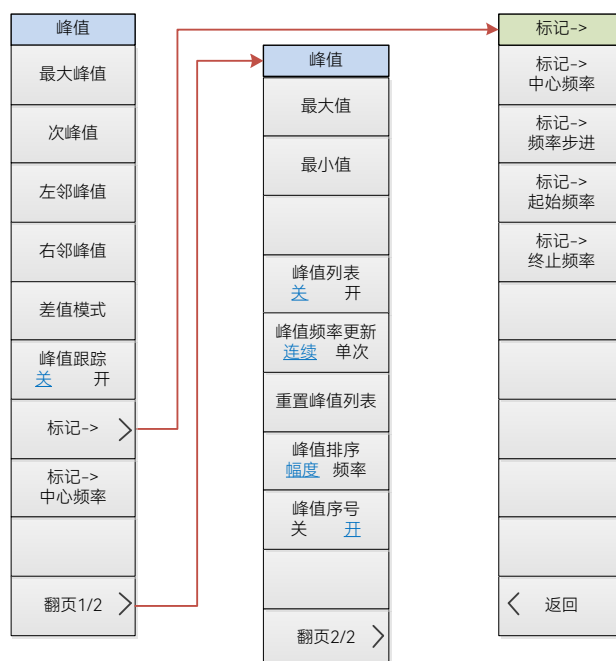 峰值
最大峰值
次峰值
左邻峰值
右邻峰值
差值模式
峰值跟踪
关 开
标记->
标记->
中心频率
翻页1/2
峰值
最大值
最小值
峰值列表
关 开
峰值频率更新
连续 单次
重置峰值列表
峰值排序
幅度 频率
峰值序号
关 开
翻页2/2
标记->
标记->
中心频率
标记->
频率步进
标记->
起始频率
标记->
终止频率
返回